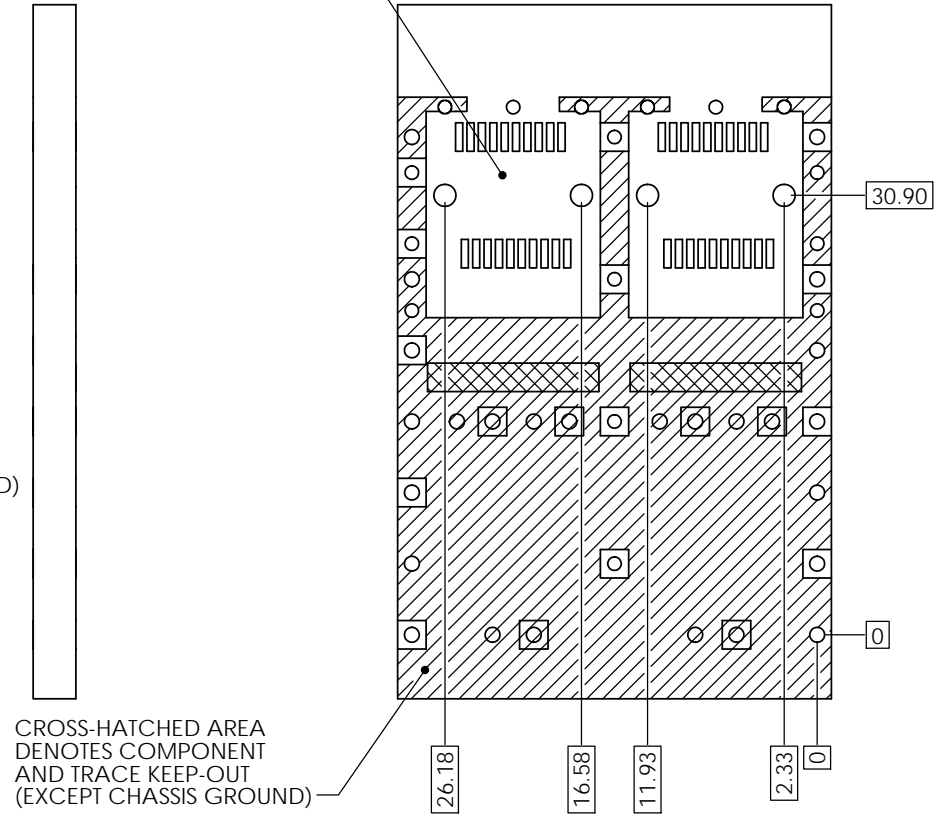 30.90
D)
0
CROSS-HATCHED AREA
DENOTES COMPONENT
AND TRACE KEEP-OUT
(EXCEPT CHASSIS GROUND)
26.18
16.58
11.93
2.33
0